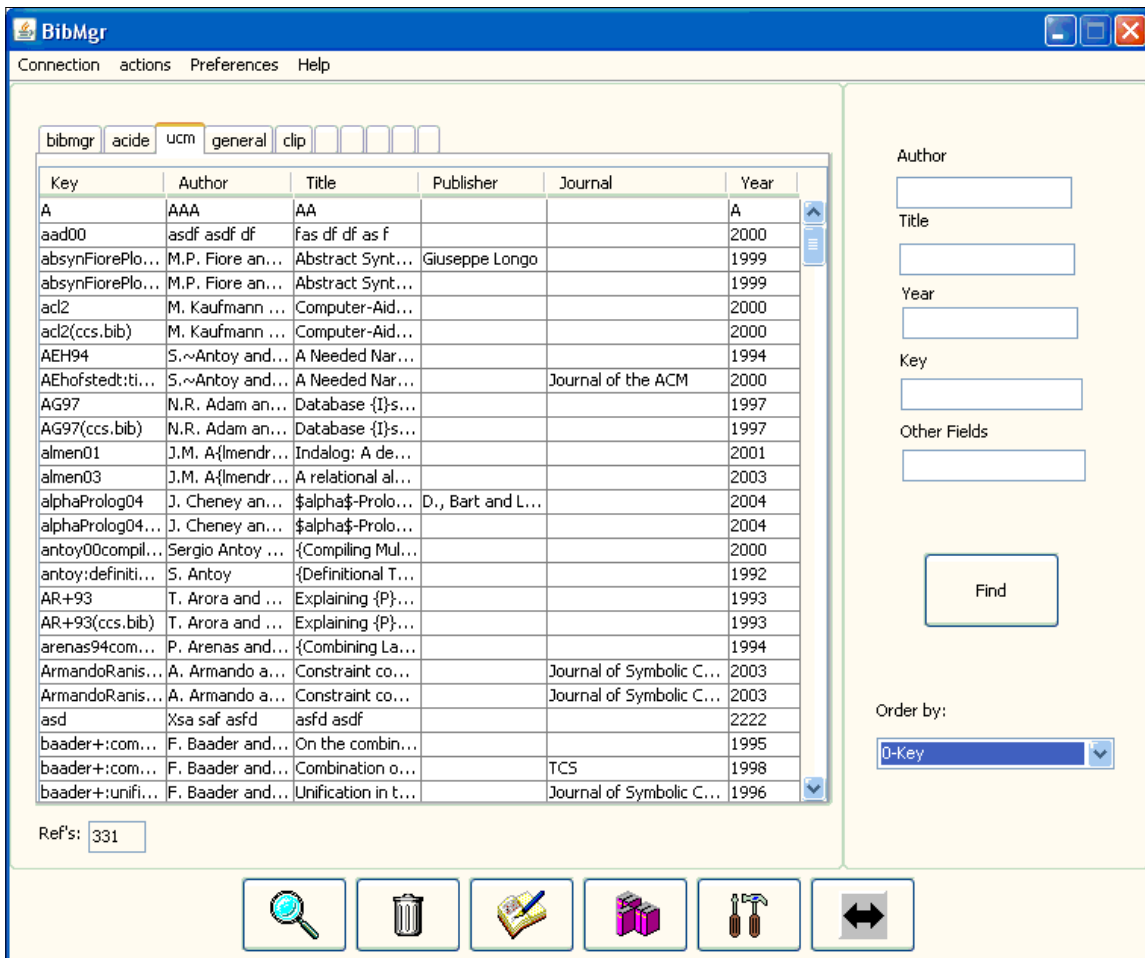 BibMgr
Connection actions Preferences Help
bibmgr acide ucm general clip
Key Author Title Publisher Journal Year
A AAA AA A
aad00 asdf asdf df fas df df as f 2000
absynFiorePlo... M.P. Fiore an... Abstract Synt... Giuseppe Longo 1999
absynFiorePlo... M.P. Fiore an... Abstract Synt... 1999
acl2 M. Kaufmann ... Computer-Aid... 2000
acl2(ccs.bib) M. Kaufmann ... Computer-Aid... 2000
AEH94 S.~Antoy and... A Needed Nar... 1994
AEhofstedt:ti... S.~Antoy and... A Needed Nar... Journal of the ACM 2000
AG97 N.R. Adam an... Database {I}s... 1997
AG97(ccs.bib) N.R. Adam an... Database {I}s... 1997
almen01 J.M. A{lmendr... Indalog: A de... 2001
almen03 J.M. A{lmendr... A relational al... 2003
alphaProlog04 J. Cheney an... $alpha$-Prolo... D., Bart and L... 2004
alphaProlog04... J. Cheney an... $alpha$-Prolo... 2004
antoy00compil... Sergio Antoy ... {Compiling Mul... 2000
antoy:definiti... S. Antoy {Definitional T... 1992
AR+93 T. Arora and ... Explaining {P}... 1993
AR+93(ccs.bib) T. Arora and ... Explaining {P}... 1993
arenas94com... P. Arenas and... {Combining La... 1994
ArmandoRanis... A. Armando a... Constraint co... Journal of Symbolic C... 2003
ArmandoRanis... A. Armando a... Constraint co... Journal of Symbolic C... 2003
asd Xsa saf asfd asfd asdf 2222
baader+:com... F. Baader and... On the combin... 1995
baader+:com... F. Baader and... Combination o... TCS 1998
baader+:unifi... F. Baader and... Unification in t... Journal of Symbolic C... 1996
Ref's: 331
Author
Title
Year
Key
Other Fields
Find
Order by:
0-Key